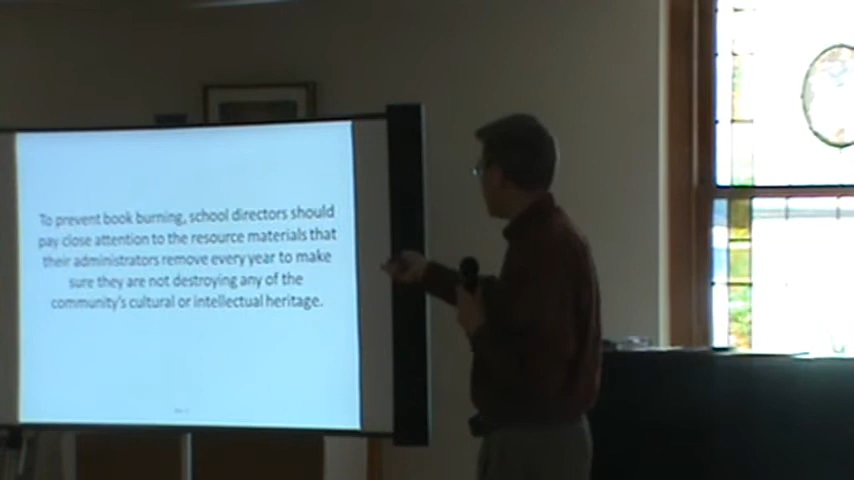 To prevent book burning, school directors should
pay close attention to the resource materials that
their administrators remove every year to make
sure they are not destroying any of the
community's cultural or intellectual heritage.